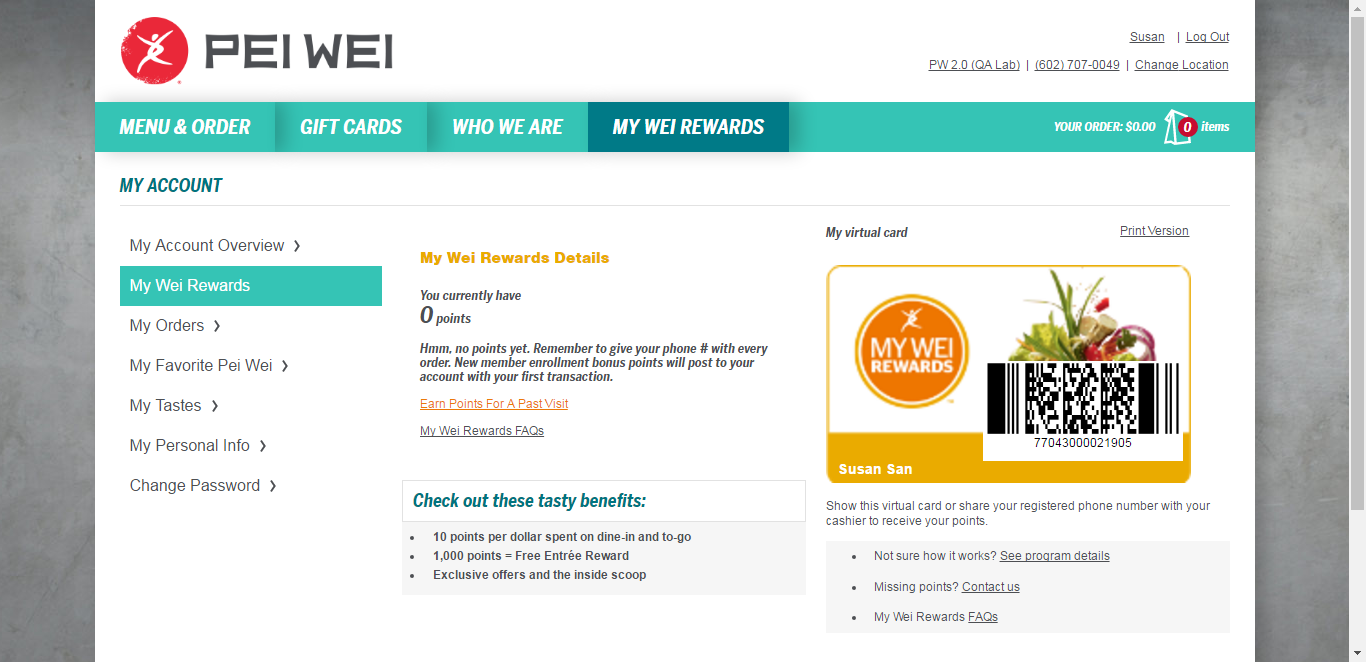 PEI WEI
Susan | Log Out
PW 2.0 (QA Lab) | (602) 707-0049 | Change Location
MENU & ORDER GIFT CARDS WHO WE ARE MY WEI REWARDS YOUR ORDER: $0.00 0 items
MY ACCOUNT
My Account Overview
My Wei Rewards
My Orders
My Favorite Pei Wei
My Tastes
My Personal Info
Change Password
My Wei Rewards Details
You currently have
0 points
Hmm, no points yet. Remember to give your phone # with every
order. New member enrollment bonus points will post to your
account with your first transaction.
Earn Points For A Past Visit
My Wei Rewards FAQs
Check out these tasty benefits:
• 10 points per dollar spent on dine-in and to-go
• 1,000 points = Free Entrée Reward
• Exclusive offers and the inside scoop
My virtual card Print Version
MY WEI
REWARDS
77043000021905
Susan San
Show this virtual card or share your registered phone number with your
cashier to receive your points.
• Not sure how it works? See program details
• Missing points? Contact us
• My Wei Rewards FAQs